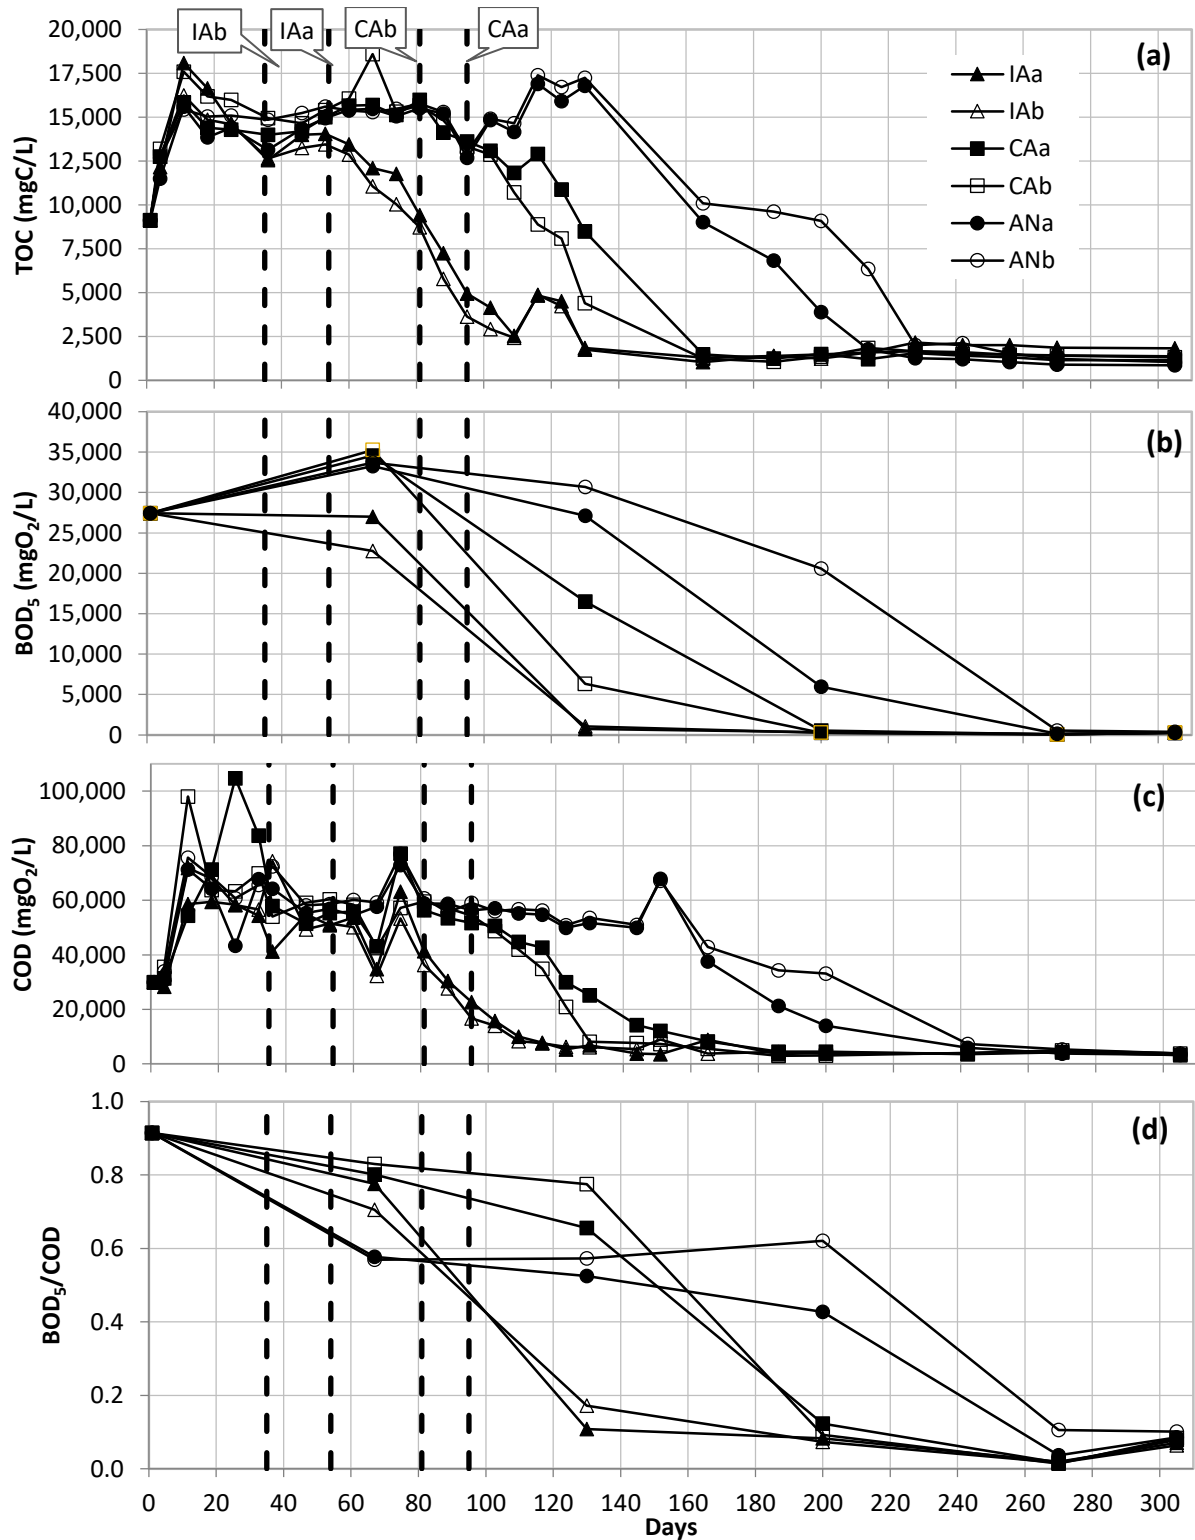 IAb
IAa
CAb
CAa
(a)
20,000
17,500
15,000
12,500
10,000
7,500
5,000
2,500
0
TOC (mgC/L)
IAa
IAb
CAa
CAb
ANa
ANb
(b)
40,000
35,000
30,000
25,000
20,000
15,000
10,000
5,000
0
BOD₅ (mgO₂/L)
(c)
100,000
80,000
60,000
40,000
20,000
0
COD (mgO₂/L)
(d)
1.0
0.8
0.6
0.4
0.2
0.0
BOD₅/COD
0 20 40 60 80 100 120 140 160 180 200 220 240 260 280 300
Days